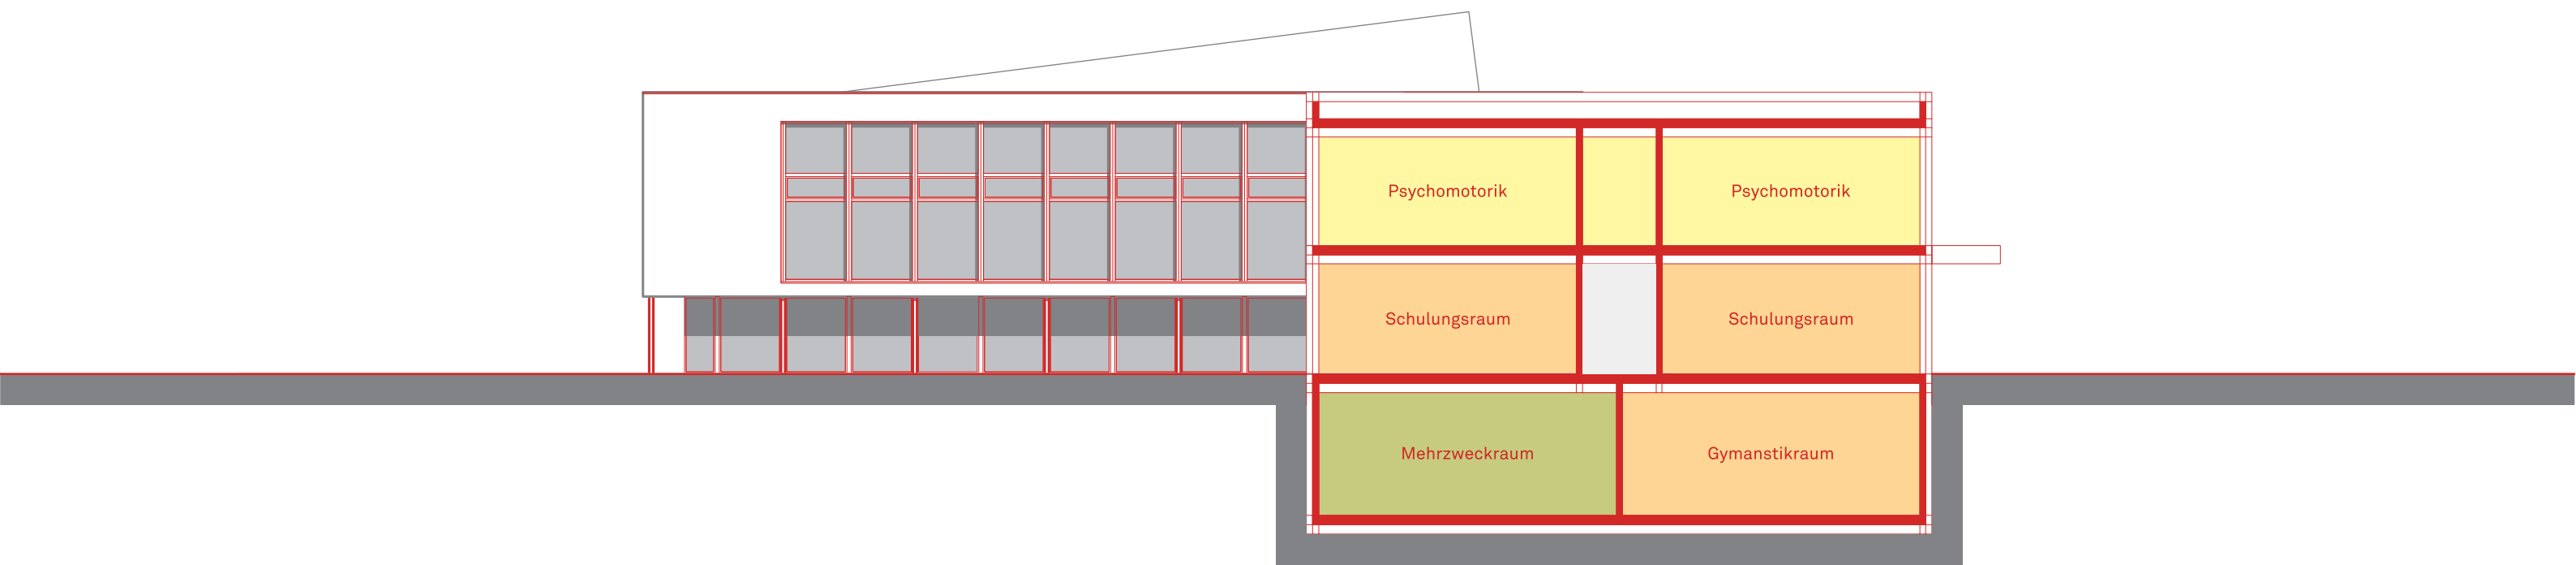 Psychomotorik
Psychomotorik
Schulungsraum
Schulungsraum
Mehrzweckraum
Gymanstikraum